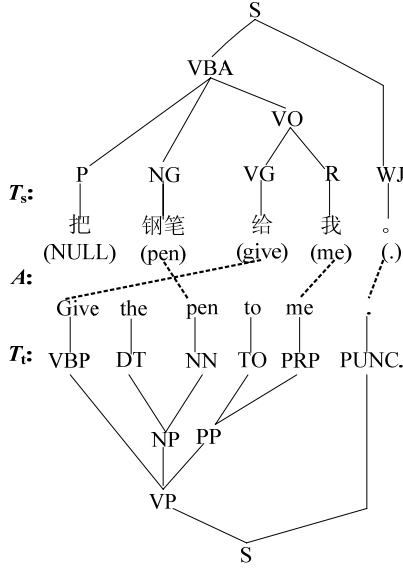 S
VBA
VO
P NG VG R WJ
Ts:
把 钢笔 给 我 。
(NULL) (pen) (give) (me) (.)
A:
Give the pen to me .
Tt:
VBP DT NN TO PRP PUNC.
NP PP
VP
S